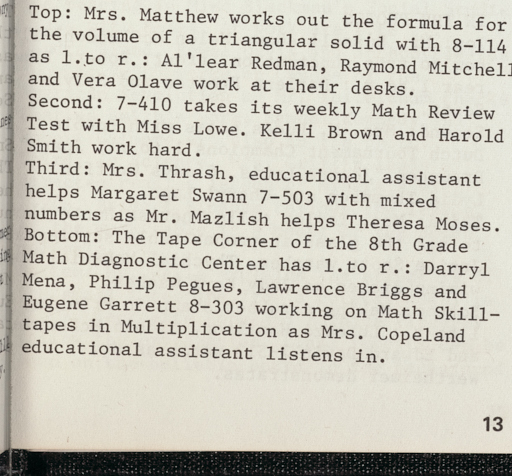 Top: Mrs. Matthew works out the formula for
the volume of a triangular solid with 8-114
as l.to r.: Al'lear Redman, Raymond Mitchell
and Vera Olave work at their desks.
Second: 7-410 takes its weekly Math Review
Test with Miss Lowe. Kelli Brown and Harold
Smith work hard.
Third: Mrs. Thrash, educational assistant
helps Margaret Swann 7-503 with mixed
numbers as Mr. Mazlish helps Theresa Moses.
Bottom: The Tape Corner of the 8th Grade
Math Diagnostic Center has l.to r.: Darryl
Mena, Philip Pegues, Lawrence Briggs and
Eugene Garrett 8-303 working on Math Skill-
tapes in Multiplication as Mrs. Copeland
educational assistant listens in.
13